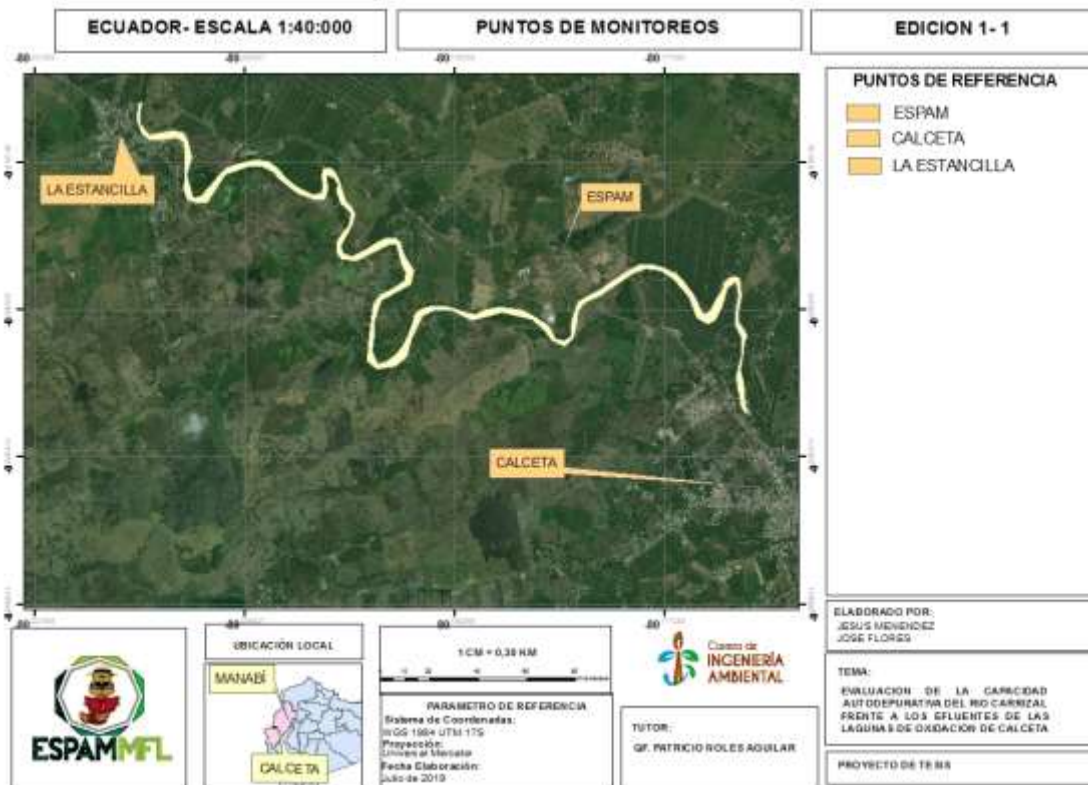 ECUADOR- ESCALA 1:40:000
PUNTOS DE MONITOREOS
EDICION 1- 1
PUNTOS DE REFERENCIA
ESPAM
CALCETA
LA ESTANCILLA
LA ESTANCILLA
ESPAM
CALCETA
ESPAMMFL
UBICACIÓN LOCAL
MANABÍ
CALCETA
1 CM = 0,39 KM
PARAMETRO DE REFERENCIA
Sistema de Coordenadas:
WGS 1984 UTM 17S
Proyección:
Universal Mercator
Fecha Elaboración:
Julio de 2019
Carrera de
INGENIERÍA
AMBIENTAL
TUTOR:
QF. PATRICIO NOLES AGUILAR
ELABORADO POR:
JESUS MENENDEZ
JOSE FLORES
TEMA:
EVALUACION DE LA CAPACIDAD
AUTODEPURATIVA DEL RIO CARRIZAL
FRENTE A LOS EFLUENTES DE LAS
LAGUNAS DE OXIDACION DE CALCETA
PROYECTO DE TESIS